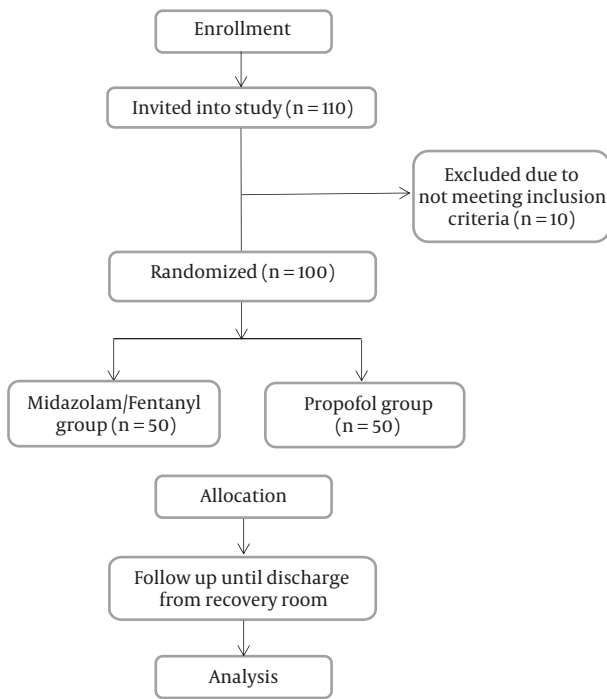 Enrollment
Invited into study (n = 110)
Excluded due to
not meeting inclusion
criteria (n = 10)
Randomized (n = 100)
Midazolam/Fentanyl
group (n = 50)
Propofol group
(n = 50)
Allocation
Follow up until discharge
from recovery room
Analysis